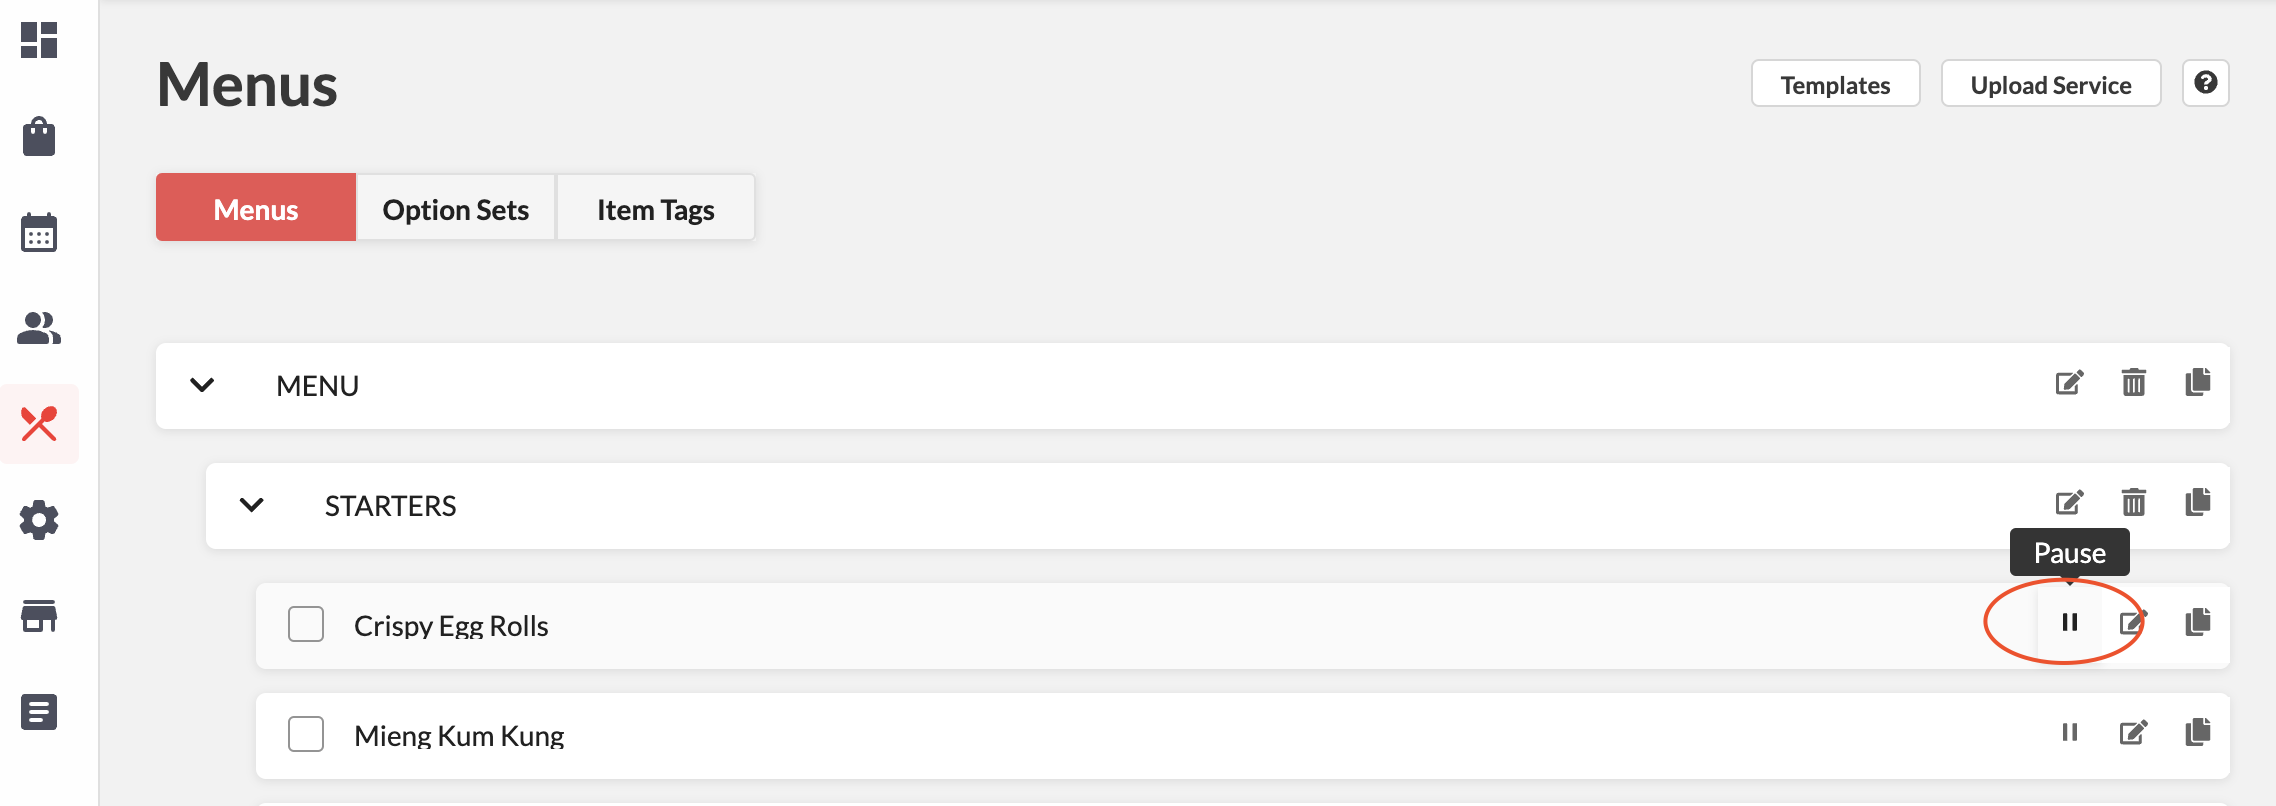 Menus
Templates
Upload Service
Menus
Option Sets
Item Tags
MENU
STARTERS
Pause
Crispy Egg Rolls
Mieng Kum Kung